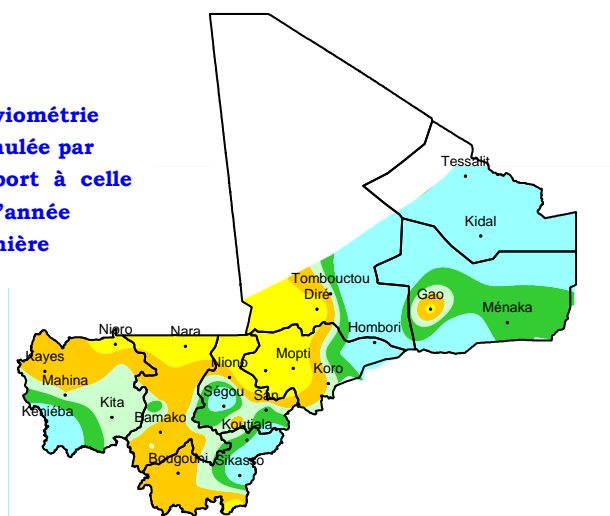 viométrie
nulée par
port à celle
l'année
nière
Tessalit
Kidal
Tombouctou
Diré
Gao
Ménaka
Hombori
Nioro
Nara
Mopti
Kayes
Niono
Koro
Mahina
Ségou
San
Kéniéba
Kita
Bamako
Koutiala
Bougouni
Sikasso